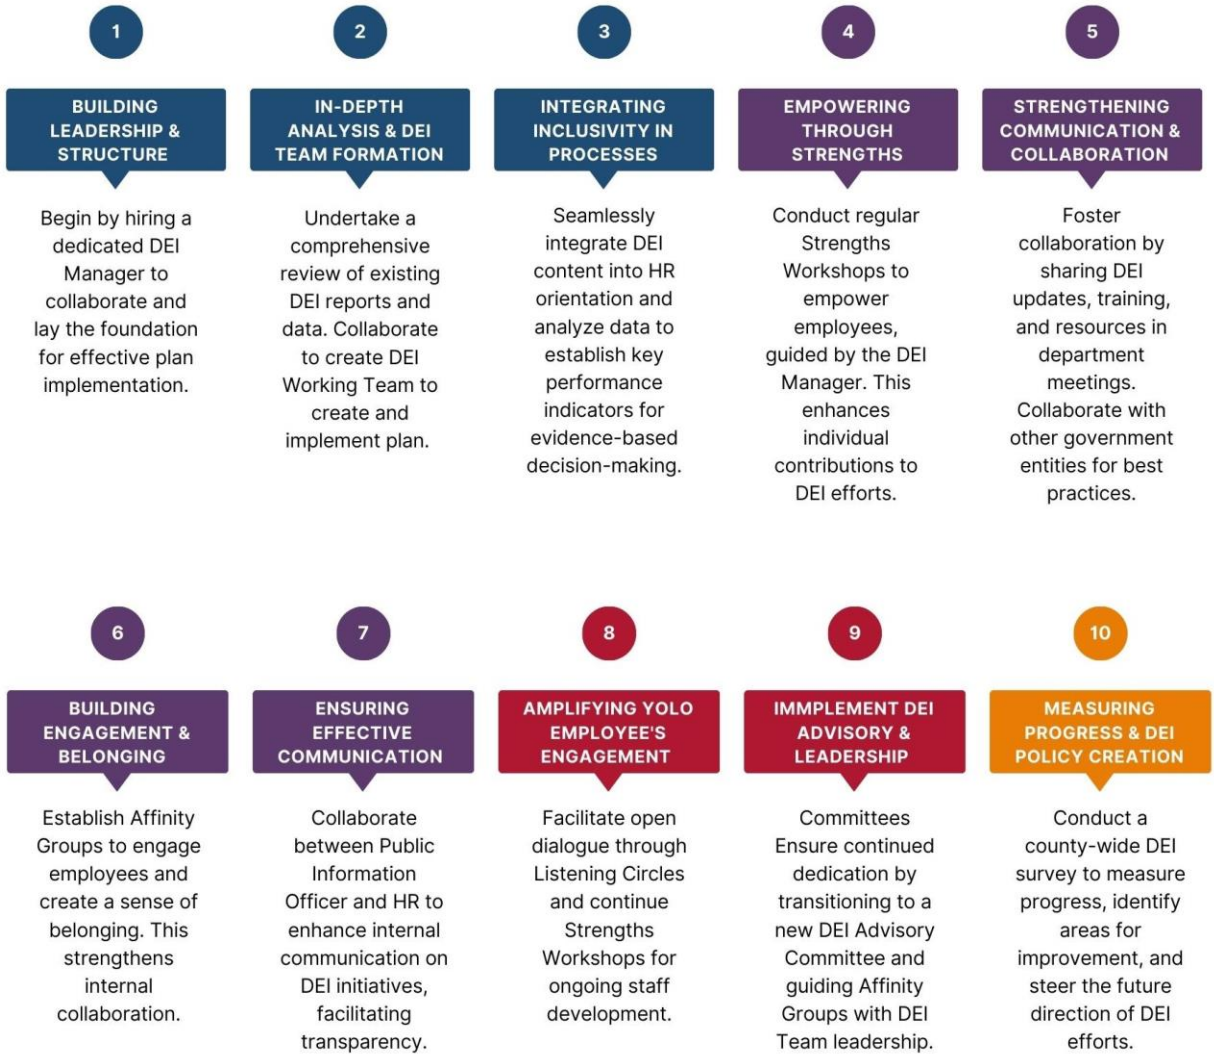 1
BUILDING
LEADERSHIP &
STRUCTURE
Begin by hiring a
dedicated DEI
Manager to
collaborate and
lay the foundation
for effective plan
implementation.
2
IN-DEPTH
ANALYSIS & DEI
TEAM FORMATION
Undertake a
comprehensive
review of existing
DEI reports and
data. Collaborate
to create DEI
Working Team to
create and
implement plan.
3
INTEGRATING
INCLUSIVITY IN
PROCESSES
Seamlessly
integrate DEI
content into HR
orientation and
analyze data to
establish key
performance
indicators for
evidence-based
decision-making.
4
EMPOWERING
THROUGH
STRENGTHS
Conduct regular
Strengths
Workshops to
empower
employees,
guided by the DEI
Manager. This
enhances
individual
contributions to
DEI efforts.
5
STRENGTHENING
COMMUNICATION &
COLLABORATION
Foster
collaboration by
sharing DEI
updates, training,
and resources in
department
meetings.
Collaborate with
other government
entities for best
practices.
6
BUILDING
ENGAGEMENT &
BELONGING
Establish Affinity
Groups to engage
employees and
create a sense of
belonging. This
strengthens
internal
collaboration.
7
ENSURING
EFFECTIVE
COMMUNICATION
Collaborate
between Public
Information
Officer and HR to
enhance internal
communication on
DEI initiatives,
facilitating
transparency.
8
AMPLIFYING YOLO
EMPLOYEE'S
ENGAGEMENT
Facilitate open
dialogue through
Listening Circles
and continue
Strengths
Workshops for
ongoing staff
development.
9
IMMPLEMENT DEI
ADVISORY &
LEADERSHIP
Committees
Ensure continued
dedication by
transitioning to a
new DEI Advisory
Committee and
guiding Affinity
Groups with DEI
Team leadership.
10
MEASURING
PROGRESS & DEI
POLICY CREATION
Conduct a
county-wide DEI
survey to measure
progress, identify
areas for
improvement, and
steer the future
direction of DEI
efforts.